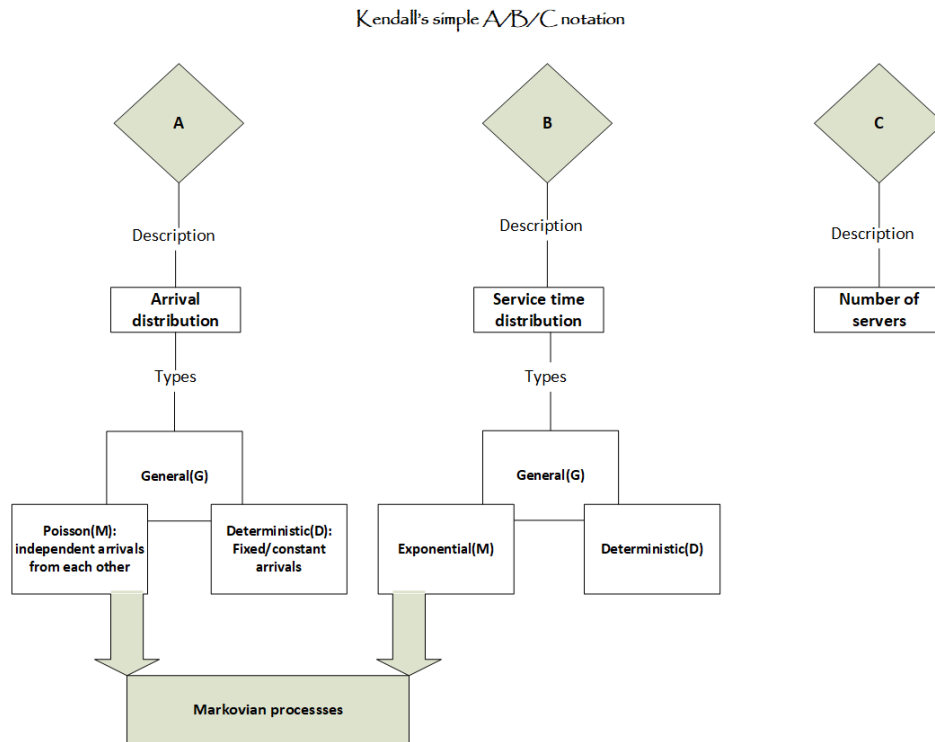 Kendall's simple A/B/C notation
A
B
C
Description
Description
Description
Arrival
distribution
Service time
distribution
Number of
servers
Types
Types
General(G)
General(G)
Poisson(M):
independent arrivals
from each other
Deterministic(D):
Fixed/constant
arrivals
Exponential(M)
Deterministic(D)
Markovian processses